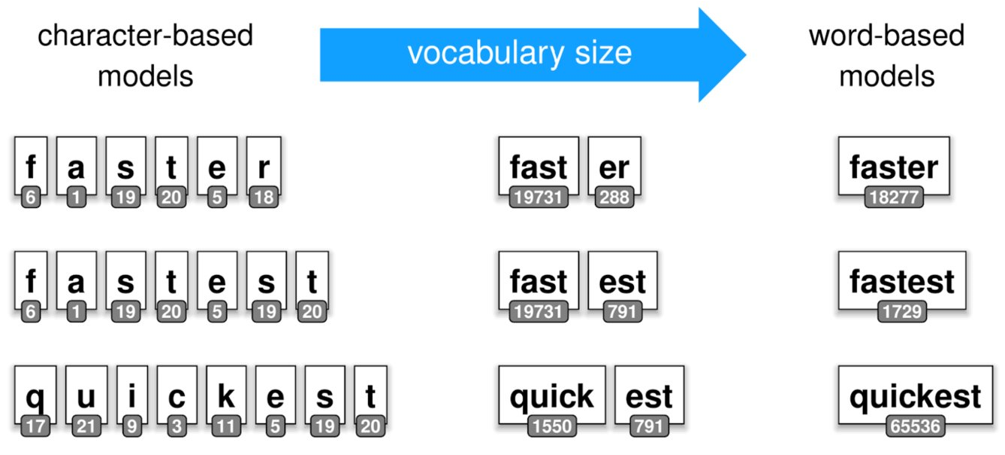 character-based models
vocabulary size
word-based models
f a s t e r
6 1 19 20 5 18
fast er
19731 288
faster
18277
f a s t e s t
6 1 19 20 5 19 20
fast est
19731 791
fastest
1729
q u i c k e s t
17 21 9 3 11 5 19 20
quick est
1550 791
quickest
65536